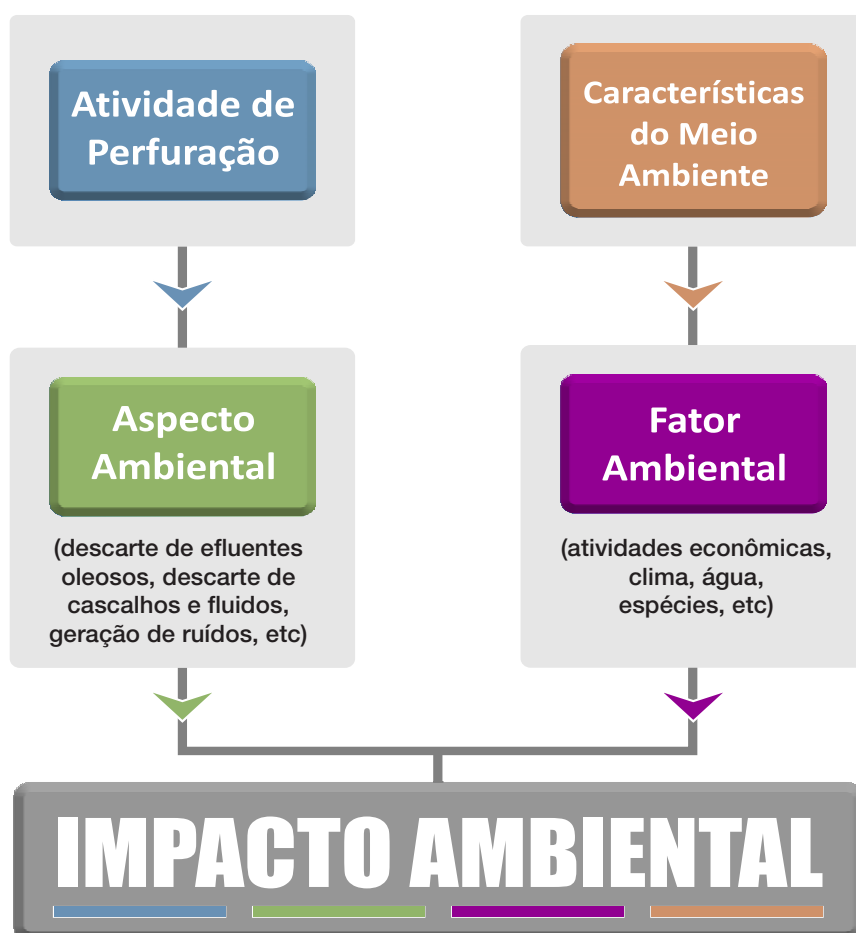 Atividade de
Perfuração
Características
do Meio
Ambiente
Aspecto
Ambiental
(descarte de efluentes
oleosos, descarte de
cascalhos e fluidos,
geração de ruídos, etc)
Fator
Ambiental
(atividades econômicas,
clima, água,
espécies, etc)
IMPACTO AMBIENTAL